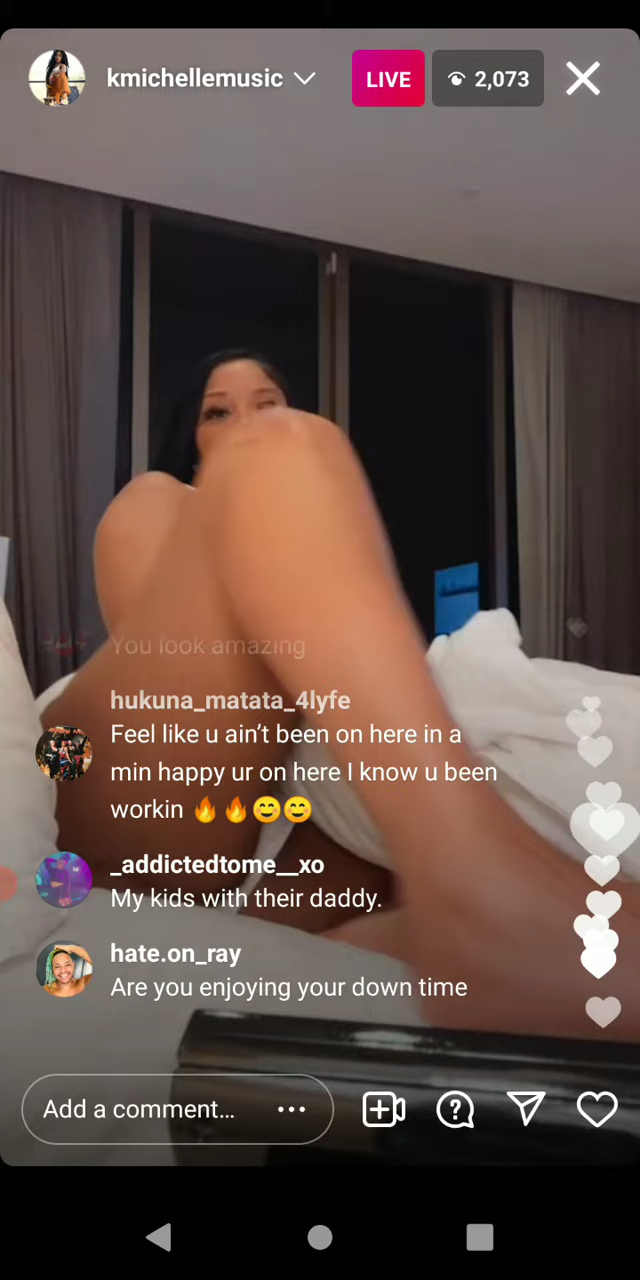 kmichellemusic
LIVE
2,073
You look amazing
hukuna_matata_4lyfe
Feel like u ain’t been on here in a
min happy ur on here I know u been
workin 🔥🔥😊😊
_addictedtome__xo
My kids with their daddy.
hate.on_ray
Are you enjoying your down time
Add a comment...